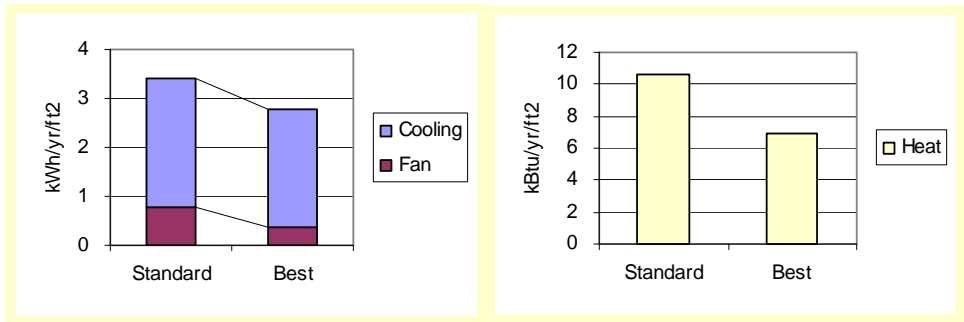 kWh/yr/ft2
4
3
2
1
0
Standard Best
Cooling
Fan
kBtu/yr/ft2
12
10
8
6
4
2
0
Standard Best
Heat